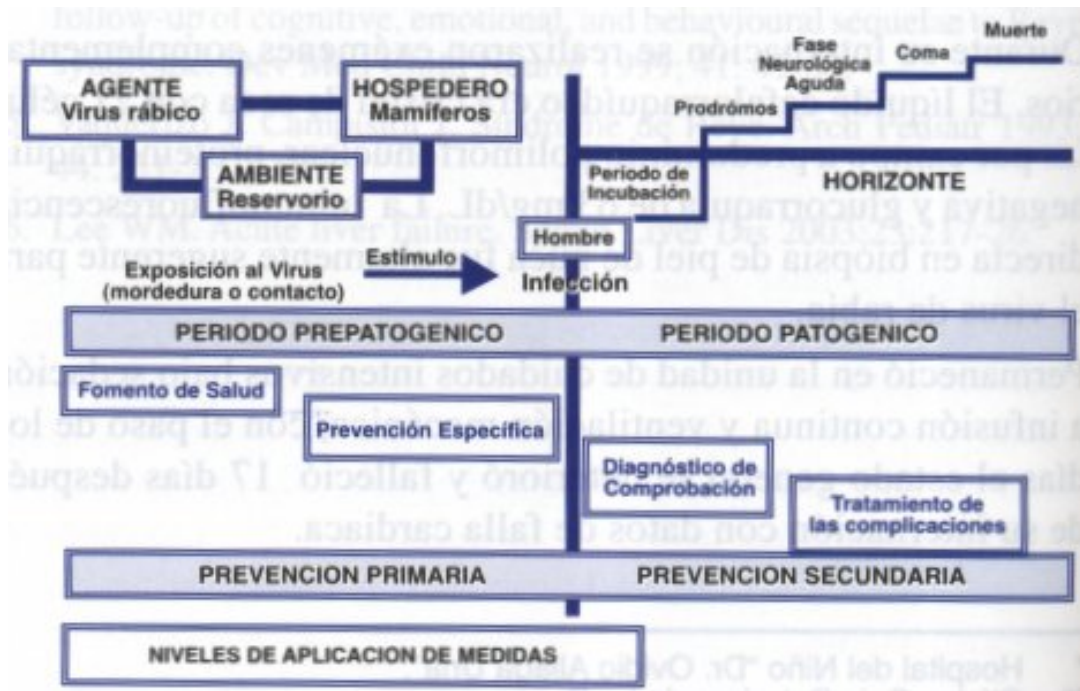 Muerte
Coma
Fase
Neurológica
Aguda
Prodrómos
AGENTE
Virus rábico
HOSPEDERO
Mamíferos
AMBIENTE
Reservorio
Periodo de
Incubación
HORIZONTE
Hombre
Estímulo
Exposición al Virus
(mordedura o contacto)
Infección
PERIODO PREPATOGENICO
PERIODO PATOGENICO
Fomento de Salud
Prevención Específica
Diagnóstico de
Comprobación
Tratamiento de
las complicaciones
PREVENCION PRIMARIA
PREVENCION SECUNDARIA
NIVELES DE APLICACION DE MEDIDAS